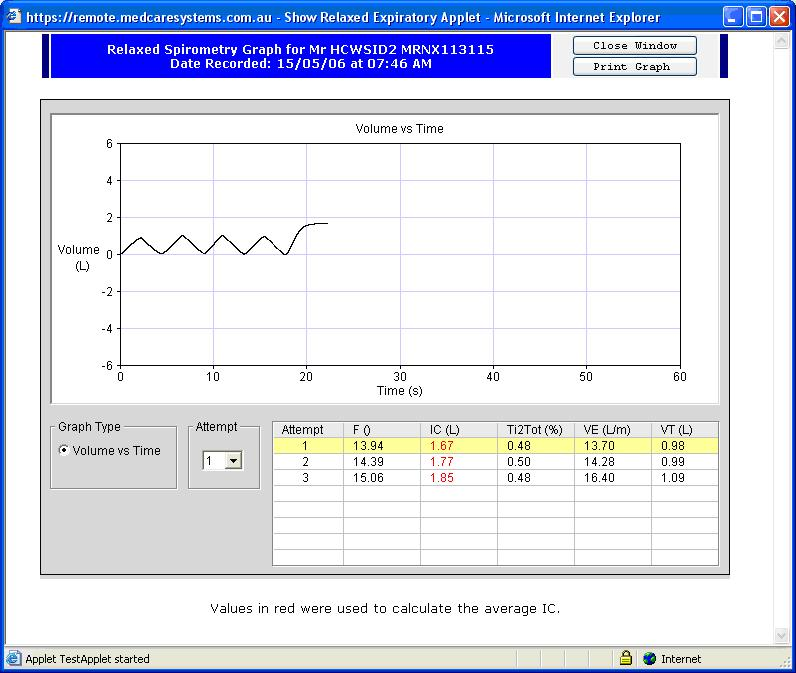 https://remote.medcaresystems.com.au - Show Relaxed Expiratory Applet - Microsoft Internet Explorer
Relaxed Spirometry Graph for Mr HCWSID2 MRNX113115
Date Recorded: 15/05/06 at 07:46 AM
Close Window
Print Graph
Volume vs Time
6
4
2
0
-2
-4
-6
Volume
(L)
0 10 20 30 40 50 60
Time (s)
Graph Type
Volume vs Time
Attempt
1
Attempt F () IC (L) Ti2Tot (%) VE (L/m) VT (L)
1 13.94 1.67 0.48 13.70 0.98
2 14.39 1.77 0.50 14.28 0.99
3 15.06 1.85 0.48 16.40 1.09
Values in red were used to calculate the average IC.
Applet TestApplet started
Internet